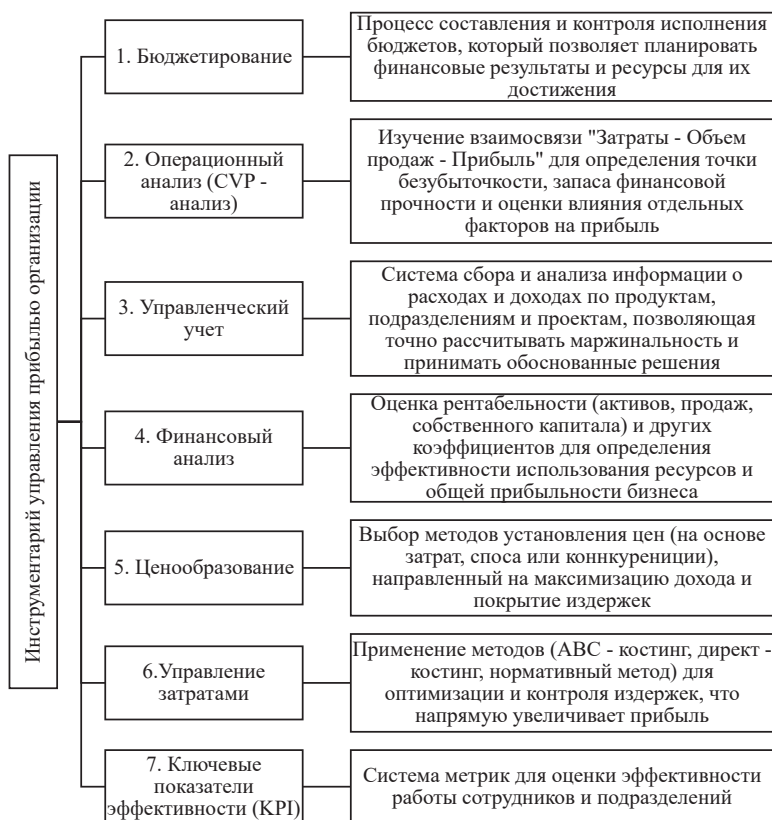 Инструментарий управления прибылью организации
1. Бюджетирование
Процесс составления и контроля исполнения
бюджетов, который позволяет планировать
финансовые результаты и ресурсы для их
достижения
2. Операционный
анализ (CVP -
анализ)
Изучение взаимосвязи "Затраты - Объем
продаж - Прибыль" для определения точки
безубыточности, запаса финансовой
прочности и оценки влияния отдельных
факторов на прибыль
3. Управленческий
учет
Система сбора и анализа информации о
расходах и доходах по продуктам,
подразделениям и проектам, позволяющая
точно рассчитывать маржинальность и
принимать обоснованные решения
4. Финансовый
анализ
Оценка рентабельности (активов, продаж,
собственного капитала) и других
коэффициентов для определения
эффективности использования ресурсов и
общей прибыльности бизнеса
5. Ценообразование
Выбор методов установления цен (на основе
затрат, споса или коннкурениции),
направленный на максимизацию дохода и
покрытие издержек
6.Управление
затратами
Применение методов (ABC - костинг, директ -
костинг, нормативный метод) для
оптимизации и контроля издержек, что
напрямую увеличивает прибыль
7. Ключевые
показатели
эффективности (KPI)
Система метрик для оценки эффективности
работы сотрудников и подразделений